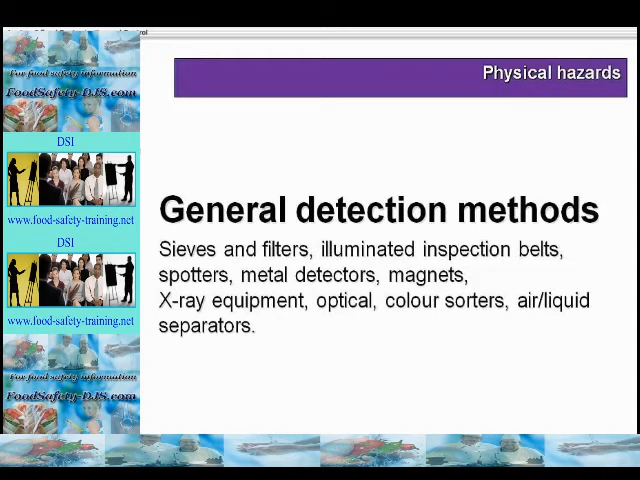 Physical hazards
For food safety information
FoodSafety-DJS.com
DSI
www.food-safety-training.net
DSI
www.food-safety-training.net
For food safety information
FoodSafety-DJS.com
General detection methods
Sieves and filters, illuminated inspection belts,
spotters, metal detectors, magnets,
X-ray equipment, optical, colour sorters, air/liquid
separators.